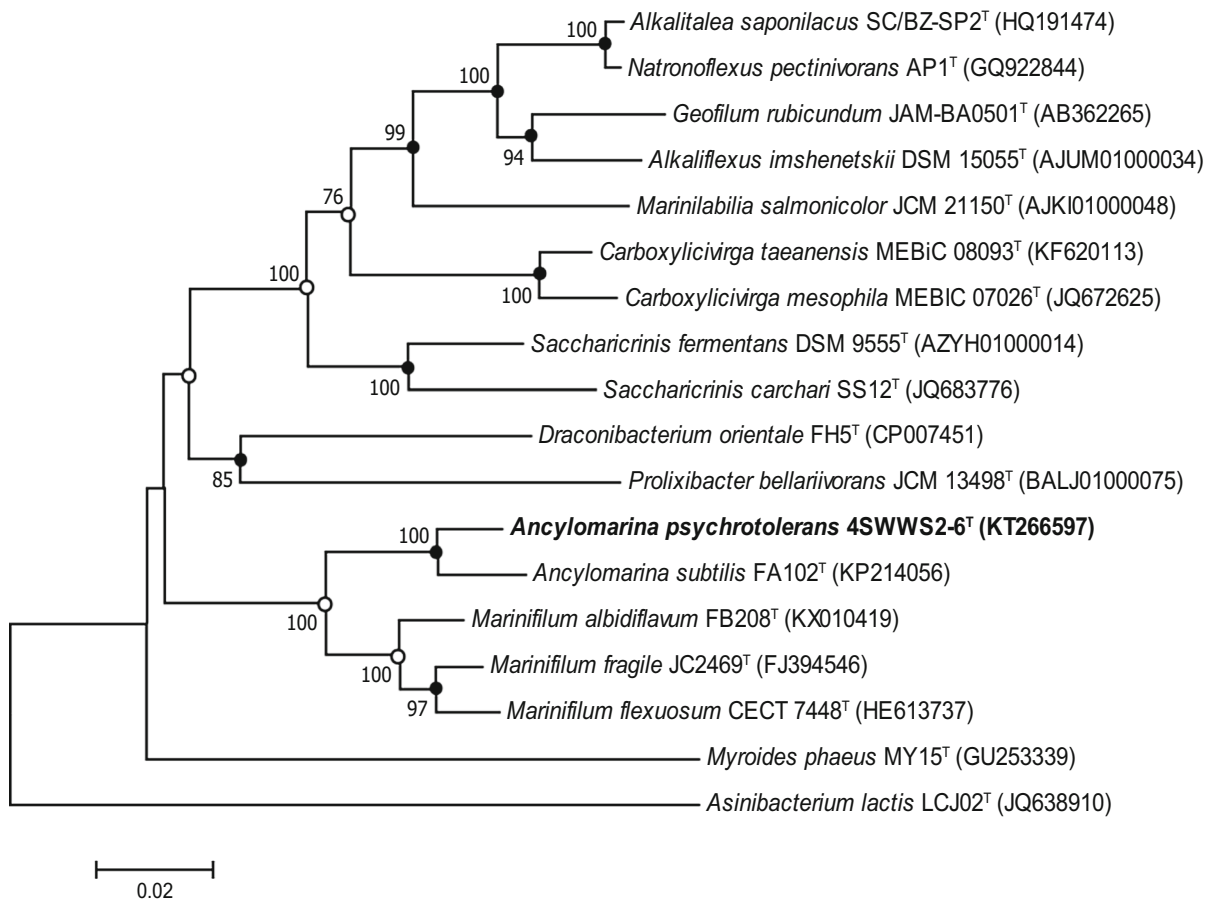 100 Alkalitalea saponilacus SC/BZ-SP2ᵀ (HQ191474)
100 Natronoflexus pectinivorans AP1ᵀ (GQ922844)
Geofilum rubicundum JAM-BA0501ᵀ (AB362265)
99
94 Alkaliflexus imshenetskii DSM 15055ᵀ (AJUM01000034)
76 Marinilabilia salmonicolor JCM 21150ᵀ (AJKI01000048)
Carboxylicivirga taeanensis MEBiC 08093ᵀ (KF620113)
100
100 Carboxylicivirga mesophila MEBIC 07026ᵀ (JQ672625)
Saccharicrinis fermentans DSM 9555ᵀ (AZYH01000014)
100 Saccharicrinis carchari SS12ᵀ (JQ683776)
Draconibacterium orientale FH5ᵀ (CP007451)
85 Prolixibacter bellariivorans JCM 13498ᵀ (BALJ01000075)
100 Ancylomarina psychrotolerans 4SWWS2-6ᵀ (KT266597)
Ancylomarina subtilis FA102ᵀ (KP214056)
100 Marinifilum albidiflavum FB208ᵀ (KX010419)
100 Marinifilum fragile JC2469ᵀ (FJ394546)
97 Marinifilum flexuosum CECT 7448ᵀ (HE613737)
Myroides phaeus MY15ᵀ (GU253339)
Asinibacterium lactis LCJ02ᵀ (JQ638910)
0.02